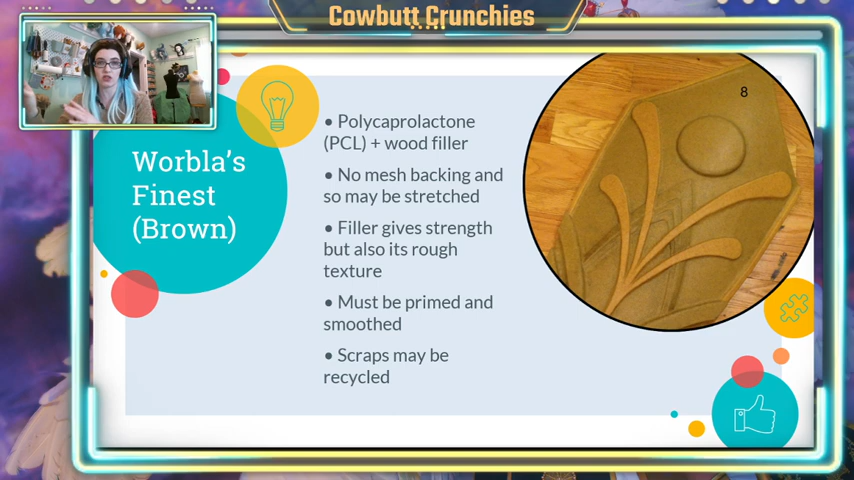 Cowbutt Crunchies
8
Worbla's
Finest
(Brown)
• Polycaprolactone
(PCL) + wood filler
• No mesh backing and
so may be stretched
• Filler gives strength
but also its rough
texture
• Must be primed and
smoothed
• Scraps may be
recycled